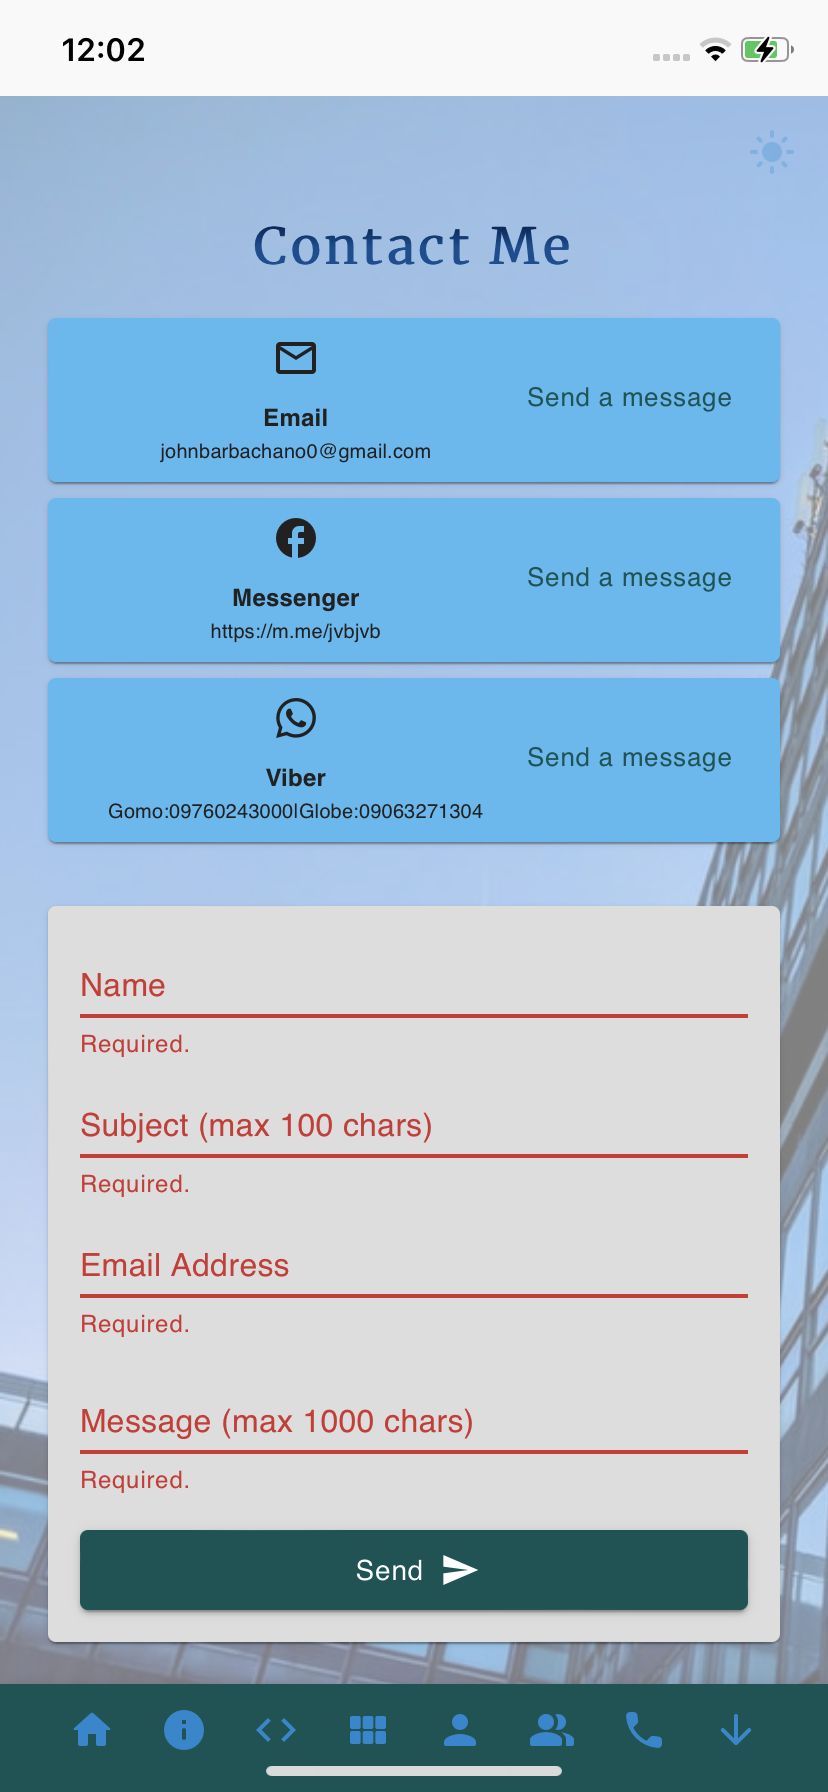 12:02
Contact Me
Email
johnbarbachano0@gmail.com
Send a message
Messenger
https://m.me/jvbjvb
Send a message
Viber
Gomo:09760243000|Globe:09063271304
Send a message
Name
Required.
Subject (max 100 chars)
Required.
Email Address
Required.
Message (max 1000 chars)
Required.
Send